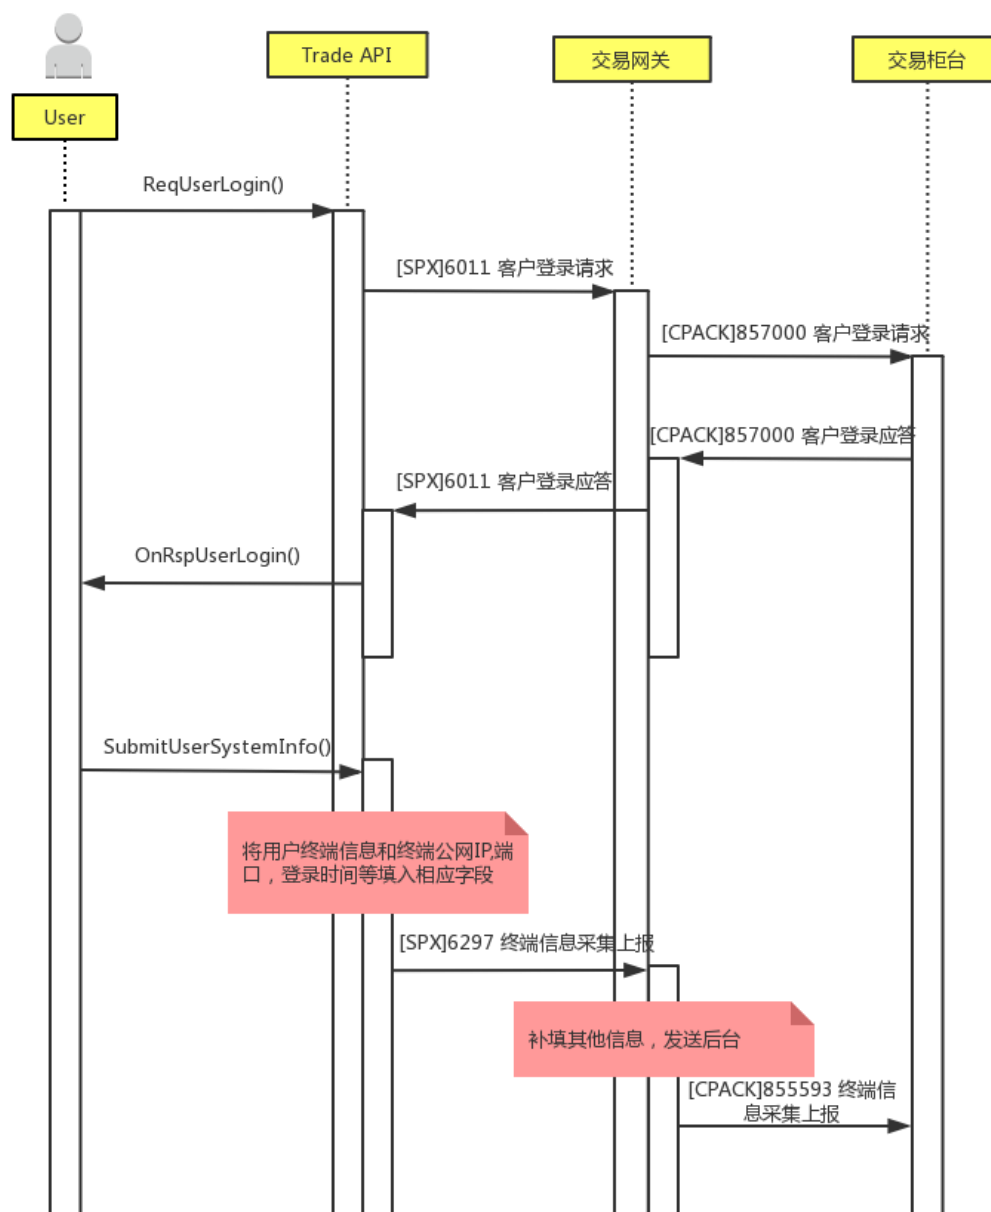 Trade API
交易网关
交易柜台
User
ReqUserLogin()
[SPX]6011 客户登录请求
[CPACK]857000 客户登录请求
[CPACK]857000 客户登录应答
[SPX]6011 客户登录应答
OnRspUserLogin()
SubmitUserSystemInfo()
将用户终端信息和终端公网IP,端
口，登录时间等填入相应字段
[SPX]6297 终端信息采集上报
补填其他信息，发送后台
[CPACK]855593 终端信
息采集上报